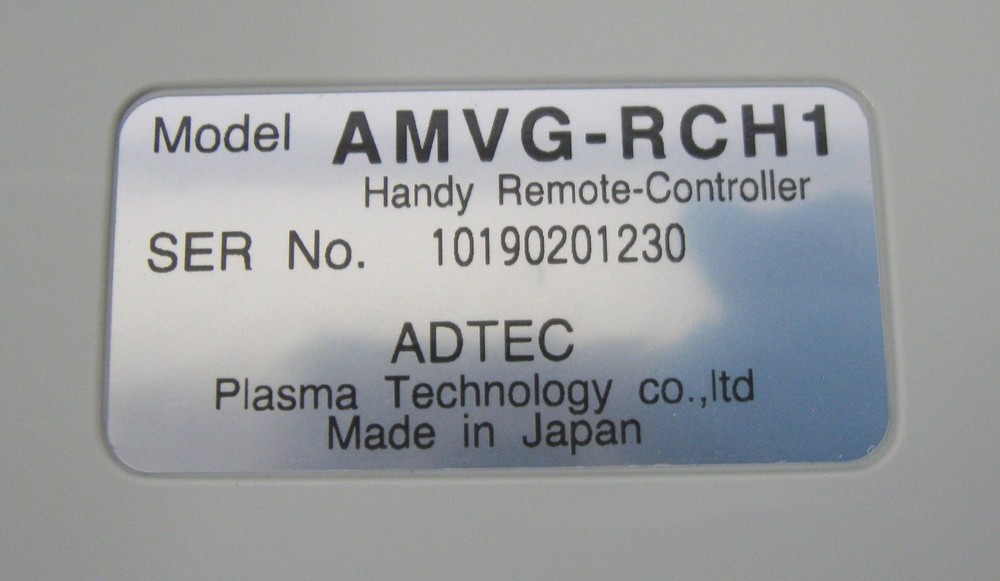 Model AMVG-RCH1
Handy Remote-Controller
SER No. 10190201230
ADTEC
Plasma Technology co.,ltd
Made in Japan